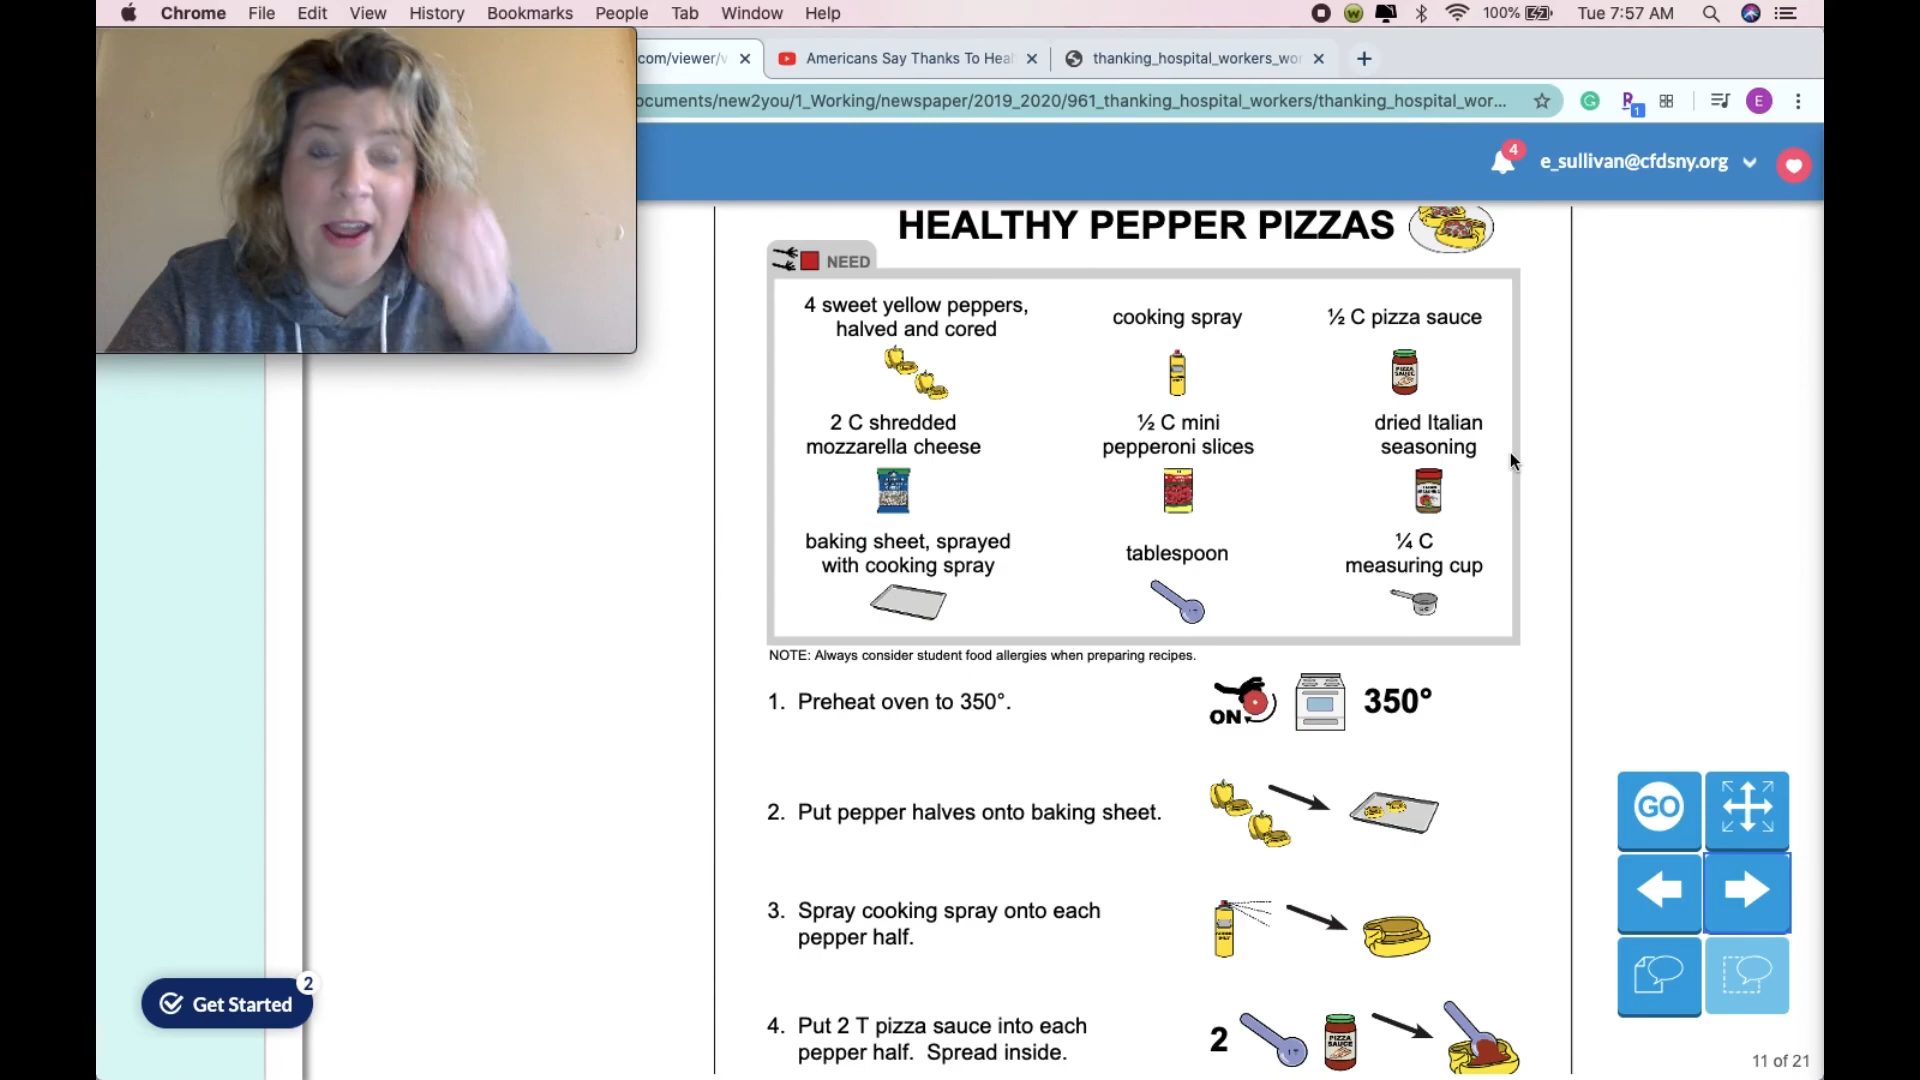 Chrome File Edit View History Bookmarks People Tab Window Help 100% Tue 7:57 AM
com/viewer/v Americans Say Thanks To Heal thanking_hospital_workers_wor
ocuments/new2you/1_Working/newspaper/2019_2020/961_thanking_hospital_workers/thanking_hospital_wor... 1 E
4 e_sullivan@cfdsny.org
HEALTHY PEPPER PIZZAS
NEED
4 sweet yellow peppers,
halved and cored
cooking spray
½ C pizza sauce
PIZZA
SAUCE
2 C shredded
mozzarella cheese
½ C mini
pepperoni slices
dried Italian
seasoning
baking sheet, sprayed
with cooking spray
tablespoon
¼ C
measuring cup
NOTE: Always consider student food allergies when preparing recipes.
1. Preheat oven to 350°.
ON 350°
2. Put pepper halves onto baking sheet.
3. Spray cooking spray onto each
pepper half.
4. Put 2 T pizza sauce into each
pepper half. Spread inside.
2
PIZZA
SAUCE
GO
Get Started 2
11 of 21